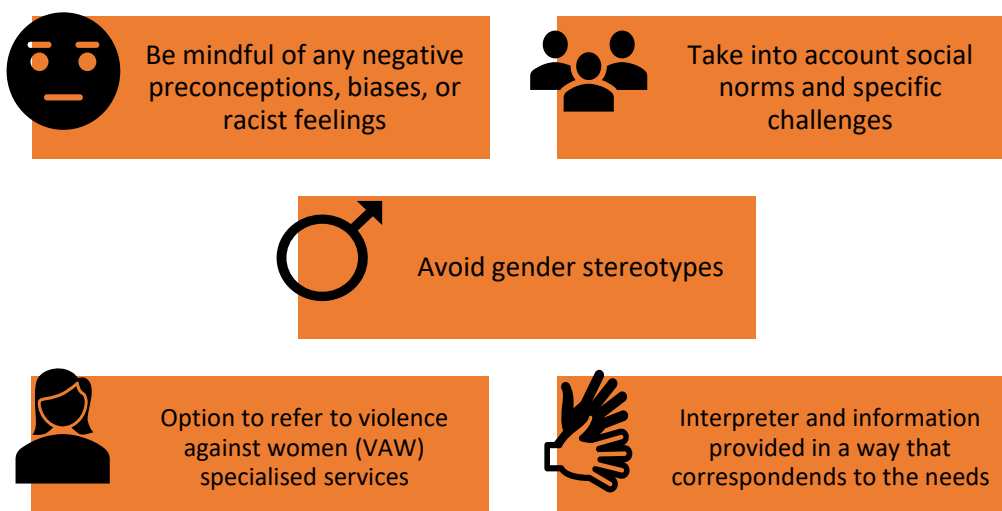 Be mindful of any negative
preconceptions, biases, or
racist feelings
Take into account social
norms and specific
challenges
Avoid gender stereotypes
Option to refer to violence
against women (VAW)
specialised services
Interpreter and information
provided in a way that
correspondends to the needs